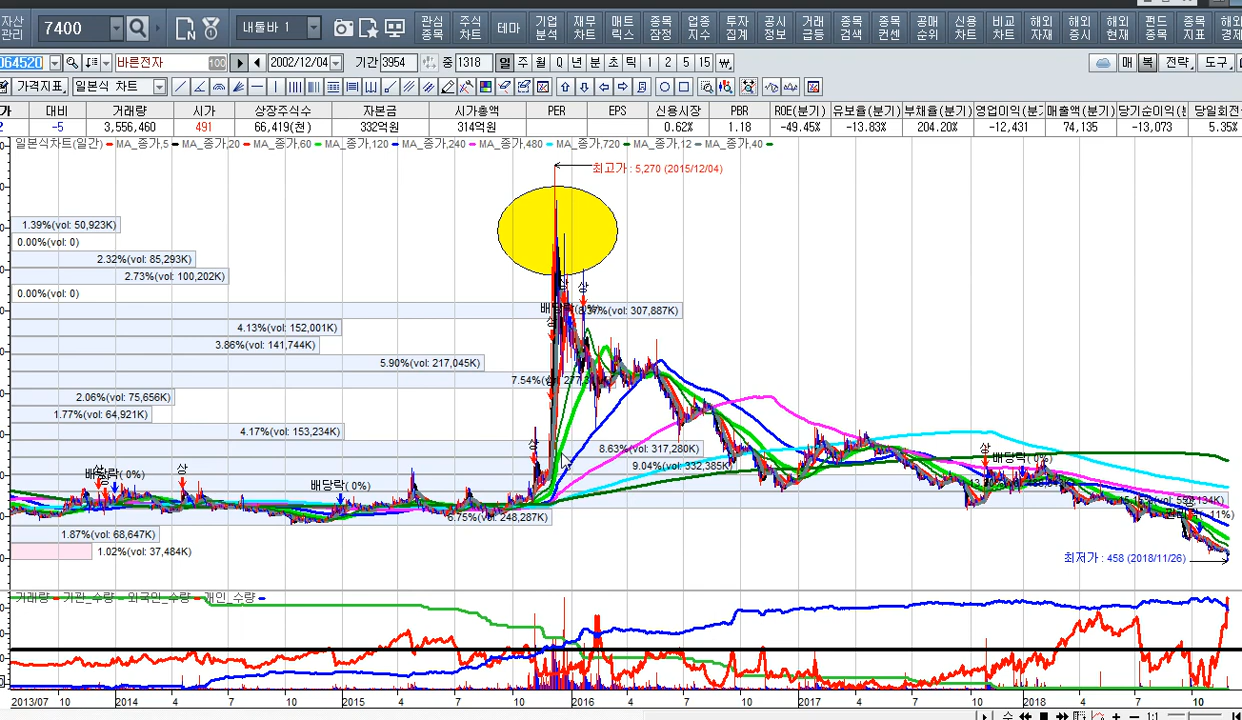 자산 관리 7400 내툴바 1 관심 종목 주식 차트 테마 기업 분석 재무 차트 매트 릭스 종목 잠정 업종 지수 투자 집계 공시 정보 거래 급등 종목 검색 종목 컨센 공매 순위 신용 차트 비교 차트 해외 자재 해외 증시 해외 현재 펀드 종목 종목 지표
064520 바른전자 100 2002/12/04 기간 3954 중 1318 일 주 월 Q 년 분 초 틱 1 2 5 15 매 복 전략 도구
가격지표 일본식 차트
대비 거래량 시가 상장주식수 자본금 시가총액 PER EPS 신용시장 PBR ROE(분기) 유보율(분기) 부채율(분기) 영업이익(분기 매출액(분기) 당기순이익(분 당일회전
-5 3,556,460 491 66,419(천) 332억원 314억원 0.62% 1.18 -49.45% -13.83% 204.20% -12,431 74,135 -13,073 5.35%
일본식차트(일간) MA_종가,5 MA_종가,20 MA_종가,60 MA_종가,120 MA_종가,240 MA_종가,480 MA_종가,720 MA_종가,12 MA_종가,40
최고가 : 5,270 (2015/12/04)
1.39%(vol: 50,923K)
0.00%(vol: 0)
2.32%(vol: 85,293K)
2.73%(vol: 100,202K)
상
0.00%(vol: 0)
배당락 8.37%(vol: 307,887K)
4.13%(vol: 152,001K)
3.86%(vol: 141,744K)
5.90%(vol: 217,045K)
7.54%
2.06%(vol: 75,656K)
1.77%(vol: 64,921K)
4.17%(vol: 153,234K)
상
8.63%(vol: 317,280K)
상
배당락( 0%)
9.04%(vol: 332,385K)
상
배당락( 0%)
배당락( 0%)
6.75%(vol: 248,287K)
1.87%(vol: 68,647K)
1.02%(vol: 37,484K)
최저가 : 458 (2018/11/26)
거래량 기관_수량 외국인_수량 개인_수량
2013/07 10 2014 4 7 10 2015 4 7 10 2016 4 7 10 2017 4 7 10 2018 4 7 10
1:1